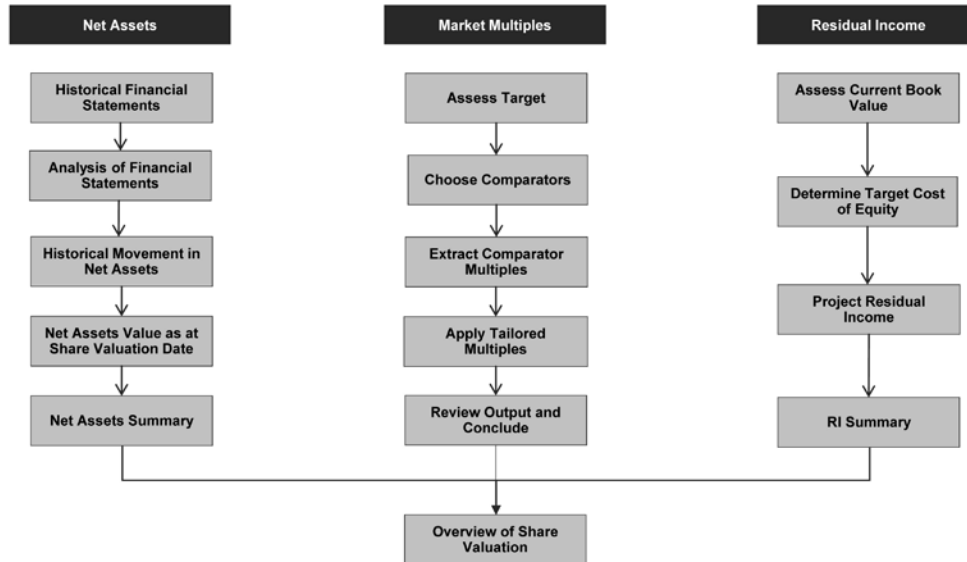 Net Assets
Historical Financial
Statements
Analysis of Financial
Statements
Historical Movement in
Net Assets
Net Assets Value as at
Share Valuation Date
Net Assets Summary
Market Multiples
Assess Target
Choose Comparators
Extract Comparator
Multiples
Apply Tailored
Multiples
Review Output and
Conclude
Residual Income
Assess Current Book
Value
Determine Target Cost
of Equity
Project Residual
Income
RI Summary
Overview of Share
Valuation